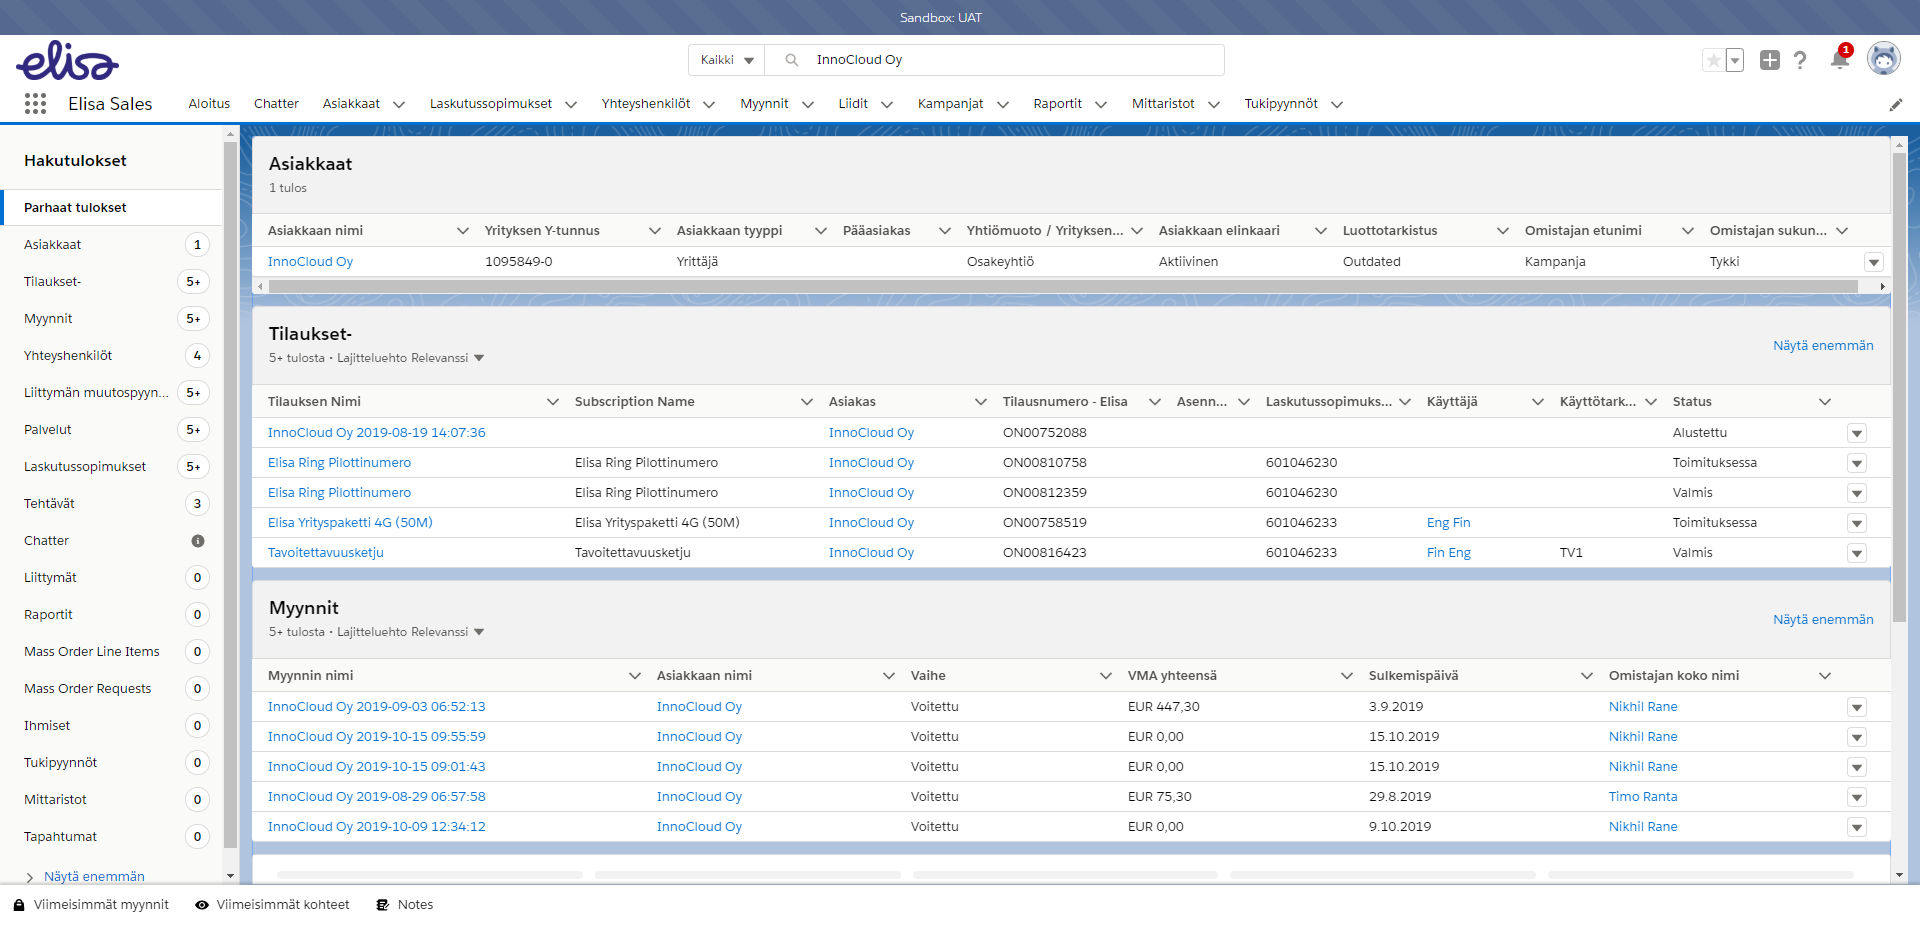 Sandbox: UAT
elisa
Kaikki InnoCloud Oy
1
Elisa Sales Aloitus Chatter Asiakkaat Laskutussopimukset Yhteyshenkilöt Myynnit Liidit Kampanjat Raportit Mittaristot Tukipyynnöt
Hakutulokset
Parhaat tulokset
Asiakkaat 1
Tilaukset- 5+
Myynnit 5+
Yhteyshenkilöt 4
Liittymän muutospyyn... 5+
Palvelut 5+
Laskutussopimukset 5+
Tehtävät 3
Chatter
Liittymät 0
Raportit 0
Mass Order Line Items 0
Mass Order Requests 0
Ihmiset 0
Tukipyynnöt 0
Mittaristot 0
Tapahtumat 0
Näytä enemmän
Asiakkaat
1 tulos
Asiakkaan nimi Yrityksen Y-tunnus Asiakkaan tyyppi Pääasiakas Yhtiömuoto / Yrityksen... Asiakkaan elinkaari Luottotarkistus Omistajan etunimi Omistajan sukun...
InnoCloud Oy 1095849-0 Yrittäjä Osakeyhtiö Aktiivinen Outdated Kampanja Tykki
Tilaukset-
5+ tulosta • Lajitteluehto Relevanssi
Näytä enemmän
Tilauksen Nimi Subscription Name Asiakas Tilausnumero - Elisa Asenn... Laskutussopimuks... Käyttäjä Käyttötark... Status
InnoCloud Oy 2019-08-19 14:07:36 InnoCloud Oy ON00752088 Alustettu
Elisa Ring Pilottinumero Elisa Ring Pilottinumero InnoCloud Oy ON00810758 601046230 Toimituksessa
Elisa Ring Pilottinumero Elisa Ring Pilottinumero InnoCloud Oy ON00812359 601046230 Valmis
Elisa Yrityspaketti 4G (50M) Elisa Yrityspaketti 4G (50M) InnoCloud Oy ON00758519 601046233 Eng Fin Toimituksessa
Tavoitettavuusketju Tavoitettavuusketju InnoCloud Oy ON00816423 601046233 Fin Eng TV1 Valmis
Myynnit
5+ tulosta • Lajitteluehto Relevanssi
Näytä enemmän
Myynnin nimi Asiakkaan nimi Vaihe VMA yhteensä Sulkemispäivä Omistajan koko nimi
InnoCloud Oy 2019-09-03 06:52:13 InnoCloud Oy Voitettu EUR 447,30 3.9.2019 Nikhil Rane
InnoCloud Oy 2019-10-15 09:55:59 InnoCloud Oy Voitettu EUR 0,00 15.10.2019 Nikhil Rane
InnoCloud Oy 2019-10-15 09:01:43 InnoCloud Oy Voitettu EUR 0,00 15.10.2019 Nikhil Rane
InnoCloud Oy 2019-08-29 06:57:58 InnoCloud Oy Voitettu EUR 75,30 29.8.2019 Timo Ranta
InnoCloud Oy 2019-10-09 12:34:12 InnoCloud Oy Voitettu EUR 0,00 9.10.2019 Nikhil Rane
Viimeisimmät myynnit Viimeisimmät kohteet Notes